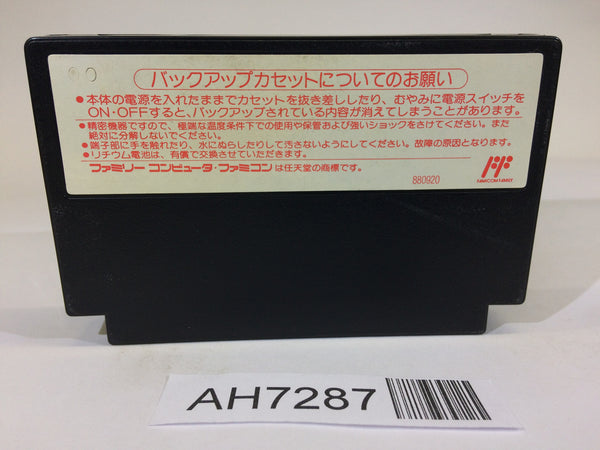 バックアップカセットについてのお願い
●本体の電源を入れたままでカセットを抜き差ししたり、むやみに電源スイッチを
ON・OFFすると、バックアップされている内容が消えてしまうことがあります。
●精密機器ですので、極端な温度条件下での使用や保管および強いショックをさけてください。また
絶対に分解しないでください。
●端子部に手を触れたり、水にぬらしたりして汚さないようにしてください。故障の原因となります。
●リチウム電池は、有償で交換させていただきます。
ファミリーコンピュータ・ファミコンは任天堂の商標です。
880920
AH7287